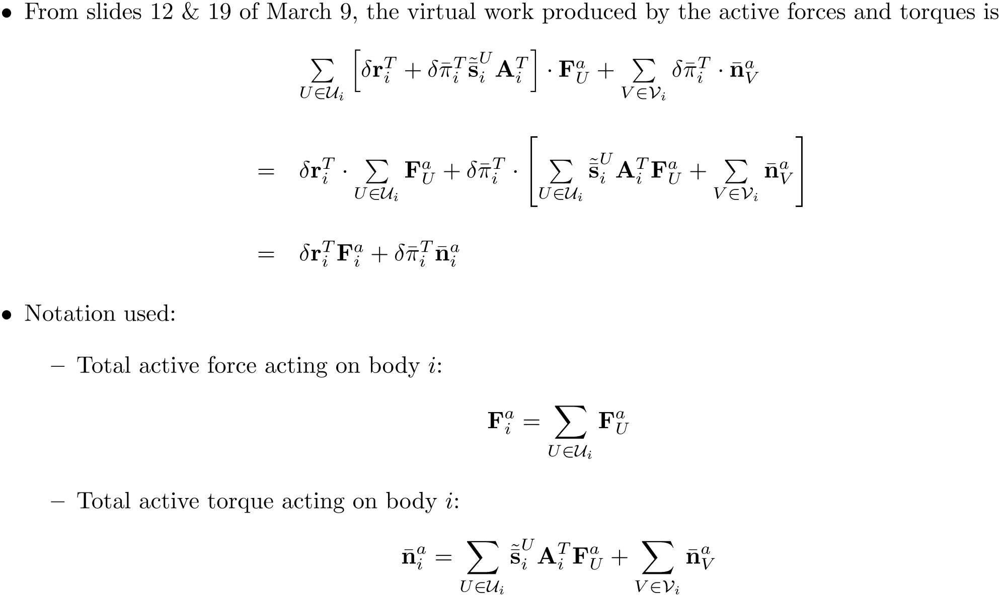 • From slides 12 & 19 of March 9, the virtual work produced by the active forces and torques is
$\sum_{U \in \mathcal{U}_i} \left[ \delta \mathbf{r}_i^T + \delta \bar{\pi}_i^T \tilde{\bar{\mathbf{s}}}_i^U \mathbf{A}_i^T \right] \cdot \mathbf{F}_U^a + \sum_{V \in \mathcal{V}_i} \delta \bar{\pi}_i^T \cdot \bar{\mathbf{n}}_V^a$
$= \delta \mathbf{r}_i^T \cdot \sum_{U \in \mathcal{U}_i} \mathbf{F}_U^a + \delta \bar{\pi}_i^T \cdot \left[ \sum_{U \in \mathcal{U}_i} \tilde{\bar{\mathbf{s}}}_i^U \mathbf{A}_i^T \mathbf{F}_U^a + \sum_{V \in \mathcal{V}_i} \bar{\mathbf{n}}_V^a \right]$
$= \delta \mathbf{r}_i^T \mathbf{F}_i^a + \delta \bar{\pi}_i^T \bar{\mathbf{n}}_i^a$
• Notation used:
– Total active force acting on body $i$:
$\mathbf{F}_i^a = \sum_{U \in \mathcal{U}_i} \mathbf{F}_U^a$
– Total active torque acting on body $i$:
$\bar{\mathbf{n}}_i^a = \sum_{U \in \mathcal{U}_i} \tilde{\bar{\mathbf{s}}}_i^U \mathbf{A}_i^T \mathbf{F}_U^a + \sum_{V \in \mathcal{V}_i} \bar{\mathbf{n}}_V^a$